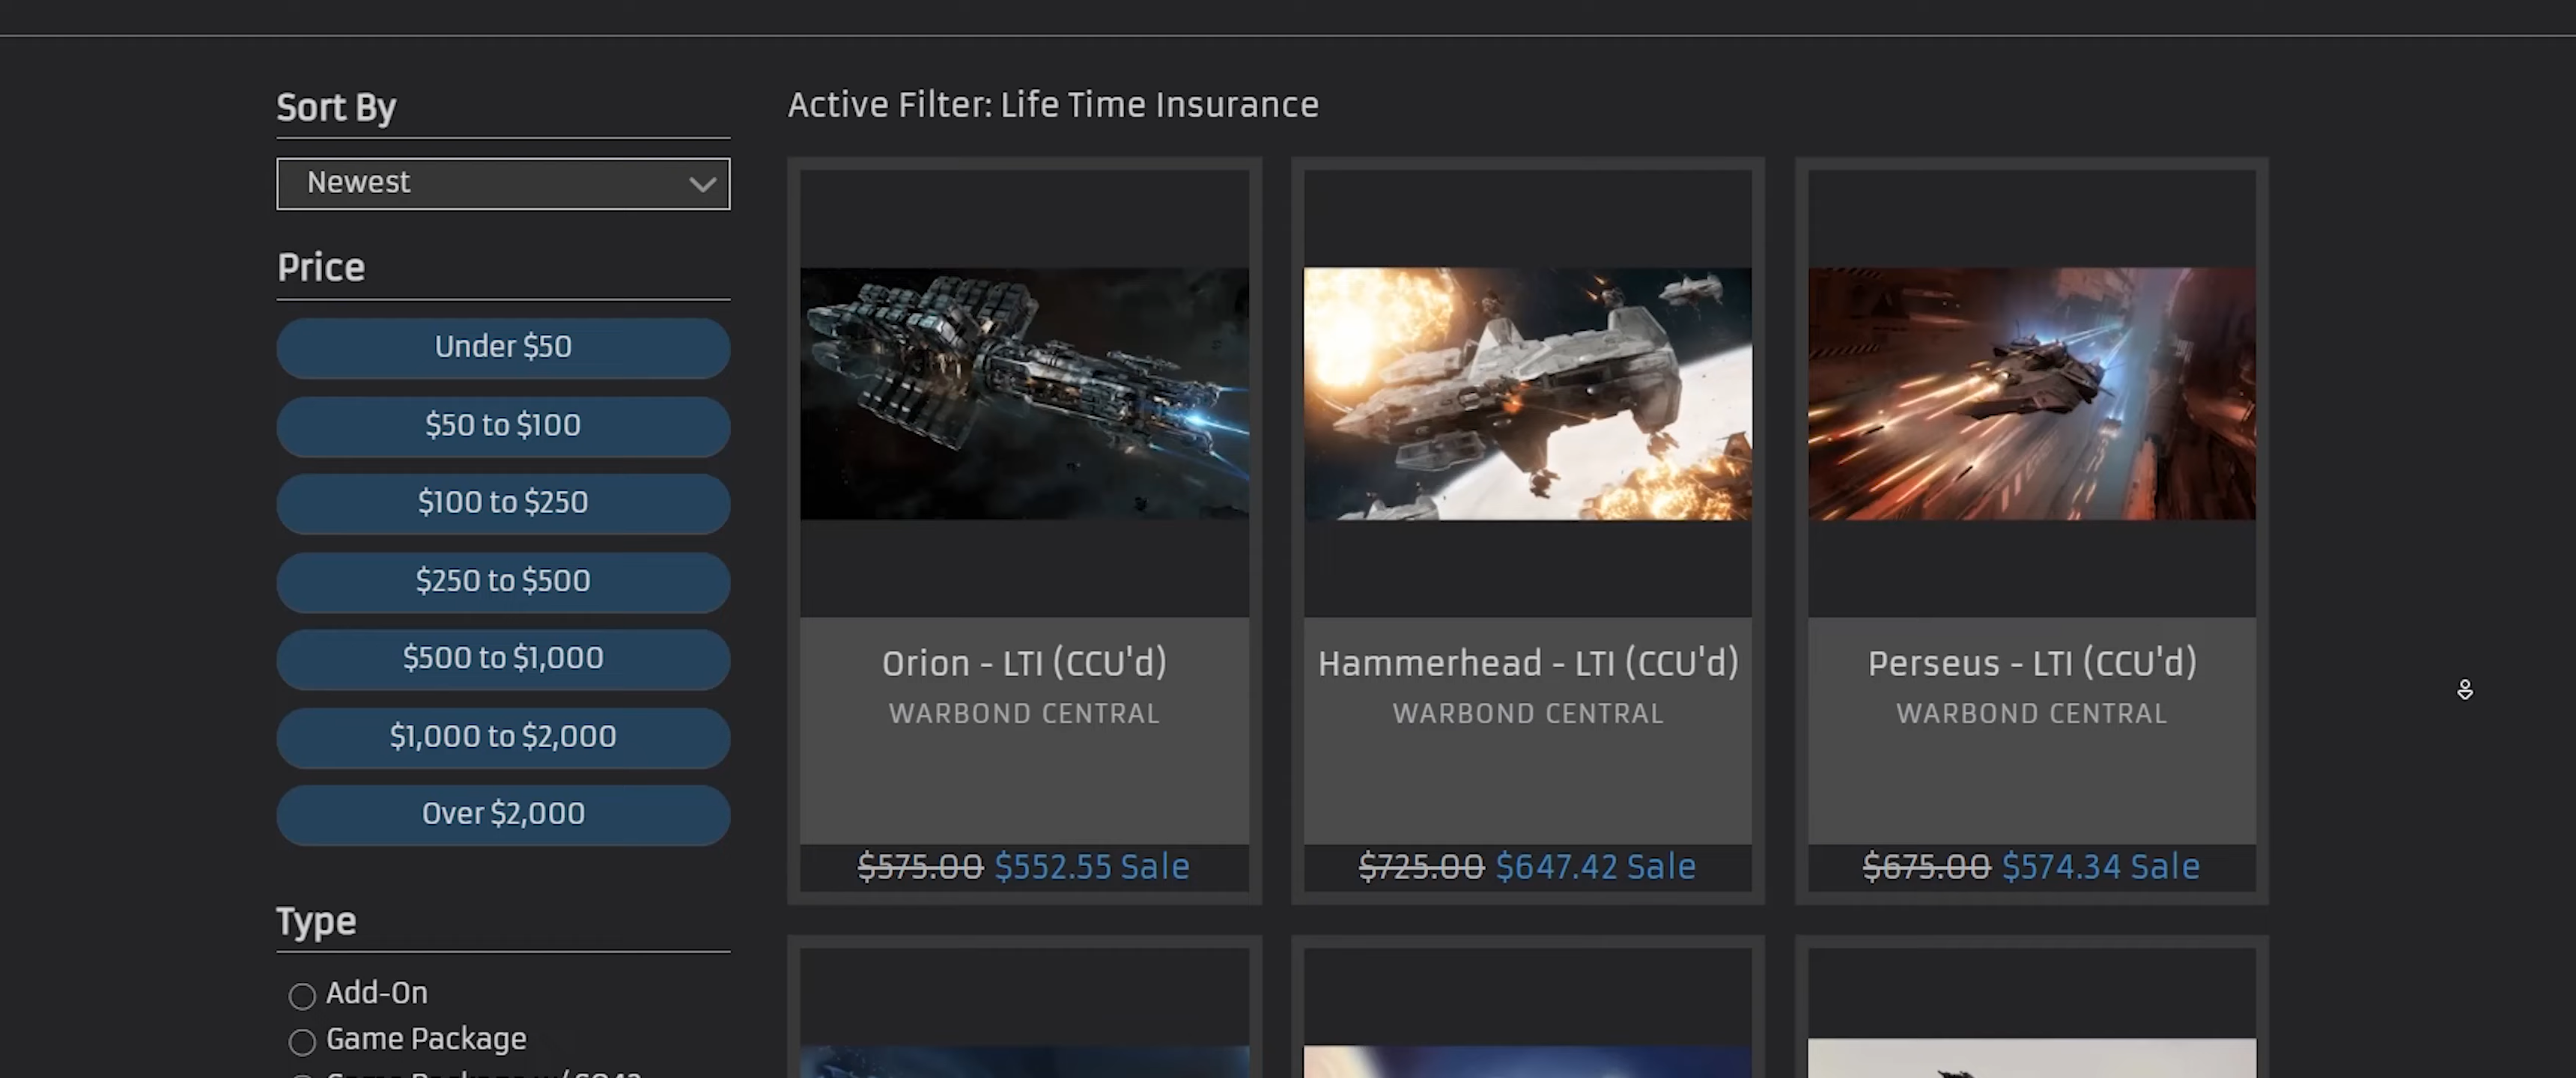 Sort By
Newest
Price
Under $50
$50 to $100
$100 to $250
$250 to $500
$500 to $1,000
$1,000 to $2,000
Over $2,000
Type
Add-On
Game Package
Active Filter: Life Time Insurance
Orion - LTI (CCU'd)
WARBOND CENTRAL
$575.00 $552.55 Sale
Hammerhead - LTI (CCU'd)
WARBOND CENTRAL
$725.00 $647.42 Sale
Perseus - LTI (CCU'd)
WARBOND CENTRAL
$675.00 $574.34 Sale